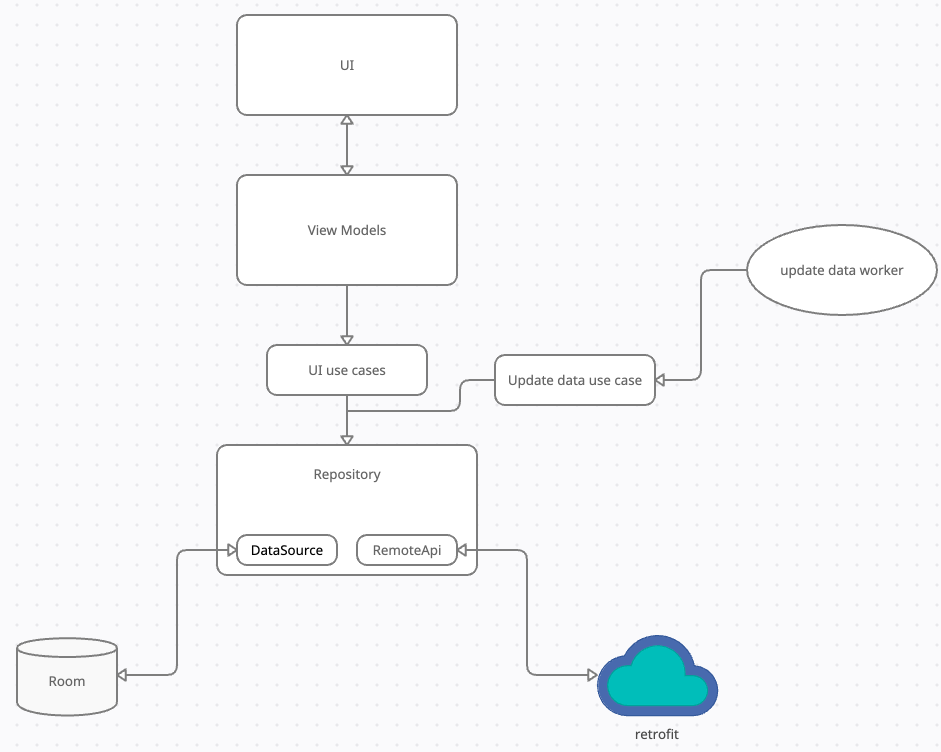 UI
View Models
update data worker
UI use cases
Update data use case
Repository
DataSource
RemoteApi
Room
retrofit